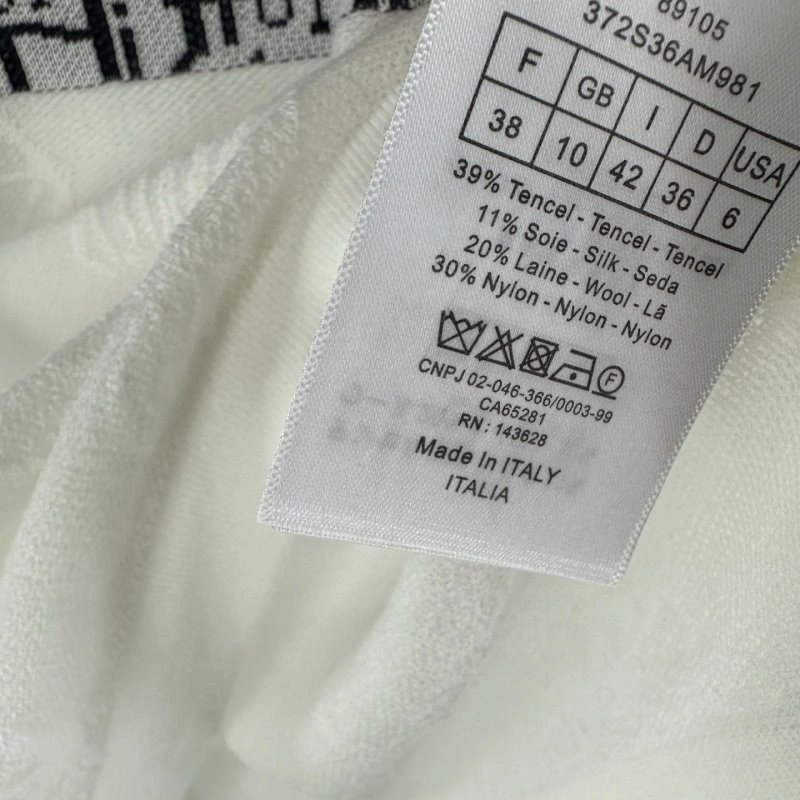 89105
372S36AM981
F GB I D USA
38 10 42 36 6
39% Tencel - Tencel - Tencel
11% Soie - Silk - Seda
20% Laine - Wool - Lã
30% Nylon - Nylon - Nylon
F
CNPJ 02-046-366/0003-99
CA65281
RN : 143628
Made In ITALY
ITALIA